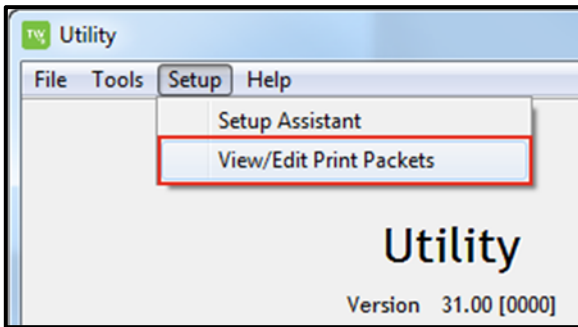 TW Utility
File Tools Setup Help
Setup Assistant
View/Edit Print Packets
Utility
Version 31.00 [0000]